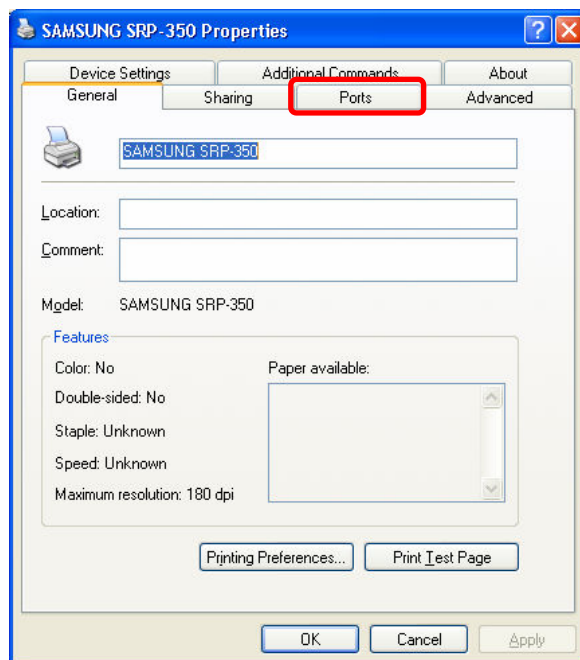 SAMSUNG SRP-350 Properties
Device Settings Additional Commands About
General Sharing Ports Advanced
SAMSUNG SRP-350
Location:
Comment:
Model: SAMSUNG SRP-350
Features
Color: No Paper available:
Double-sided: No
Staple: Unknown
Speed: Unknown
Maximum resolution: 180 dpi
Printing Preferences... Print Test Page
OK Cancel Apply